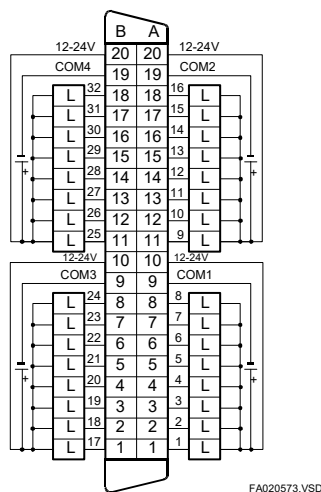 B A
12-24V 20 20 12-24V
COM4 19 19 COM2
L 32 18 18 16 L
L 31 17 17 15 L
L 30 16 16 14 L
L 29 15 15 13 L
L 28 14 14 12 L
L 27 13 13 11 L
L 26 12 12 10 L
L 25 11 11 9 L
12-24V 10 10 12-24V
COM3 9 9 COM1
L 24 8 8 8 L
L 23 7 7 7 L
L 22 6 6 6 L
L 21 5 5 5 L
L 20 4 4 4 L
L 19 3 3 3 L
L 18 2 2 2 L
L 17 1 1 1 L
FA020573.VSD